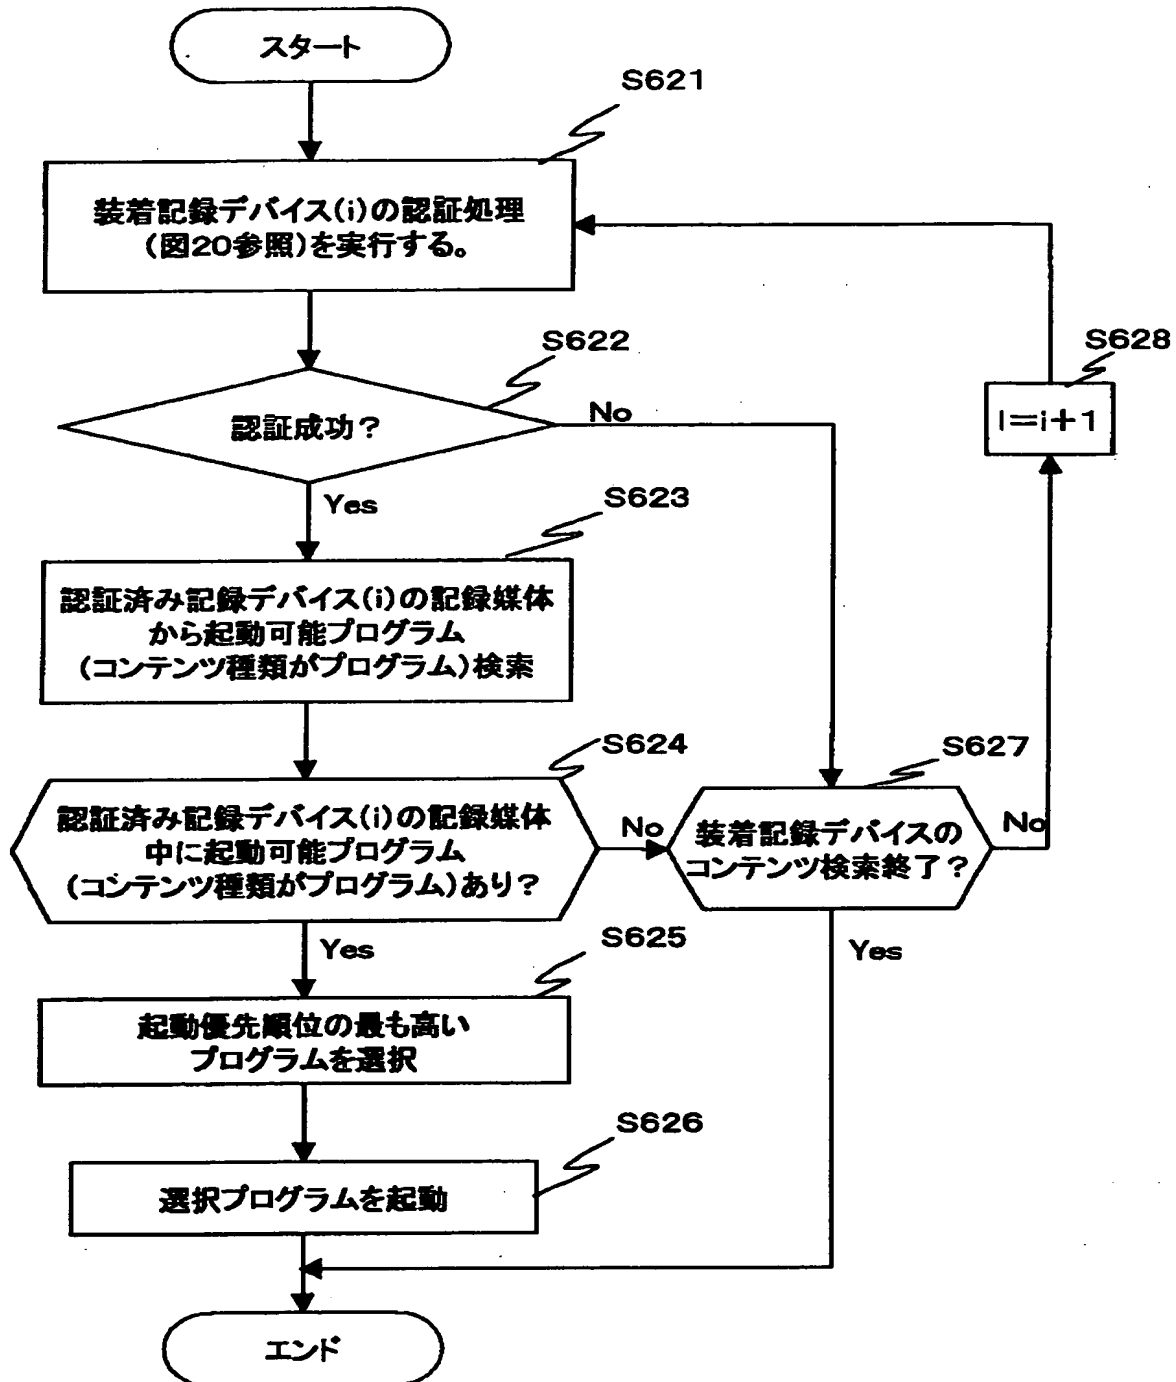 スタート
S621
装着記録デバイス(i)の認証処理
(図20参照)を実行する。
S622
認証成功?
No
Yes
S628
I=i+1
S623
認証済み記録デバイス(i)の記録媒体
から起動可能プログラム
(コンテンツ種類がプログラム)検索
S624
認証済み記録デバイス(i)の記録媒体
中に起動可能プログラム
(コンテンツ種類がプログラム)あり?
No
Yes
S627
装着記録デバイスの
コンテンツ検索終了?
No
Yes
S625
起動優先順位の最も高い
プログラムを選択
S626
選択プログラムを起動
エンド